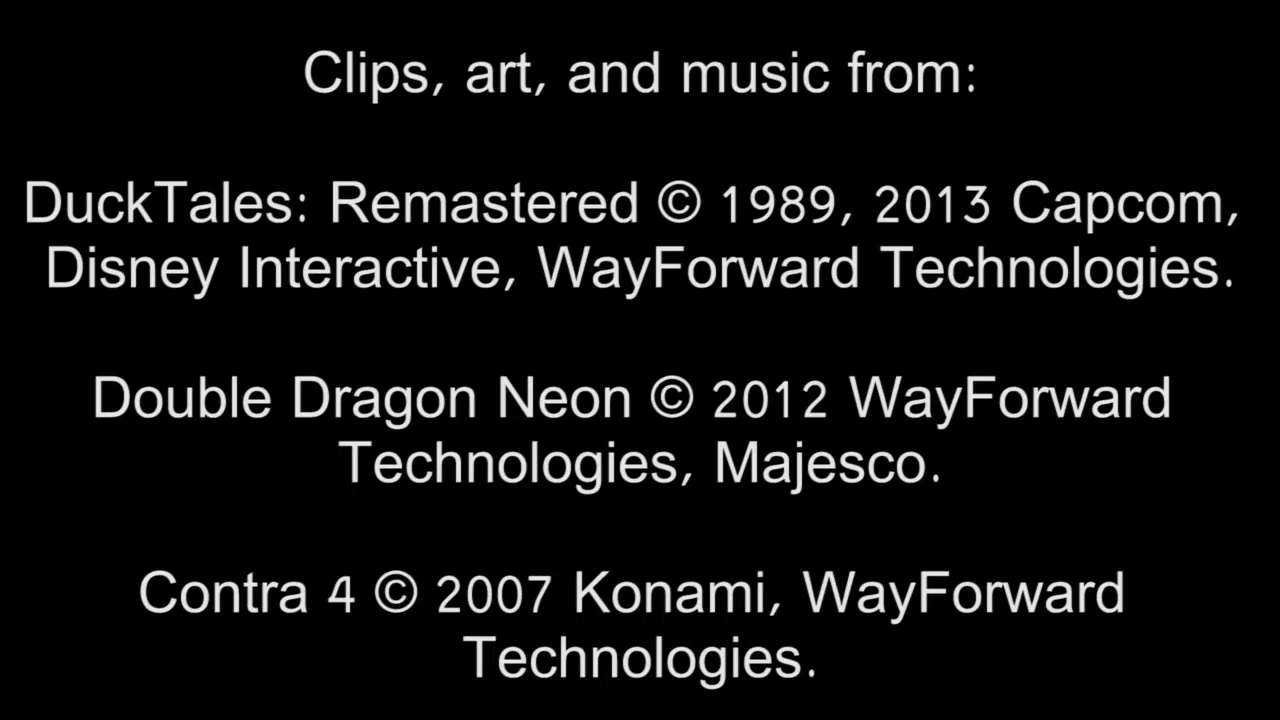 Clips, art, and music from:
DuckTales: Remastered © 1989, 2013 Capcom,
Disney Interactive, WayForward Technologies.
Double Dragon Neon © 2012 WayForward
Technologies, Majesco.
Contra 4 © 2007 Konami, WayForward
Technologies.